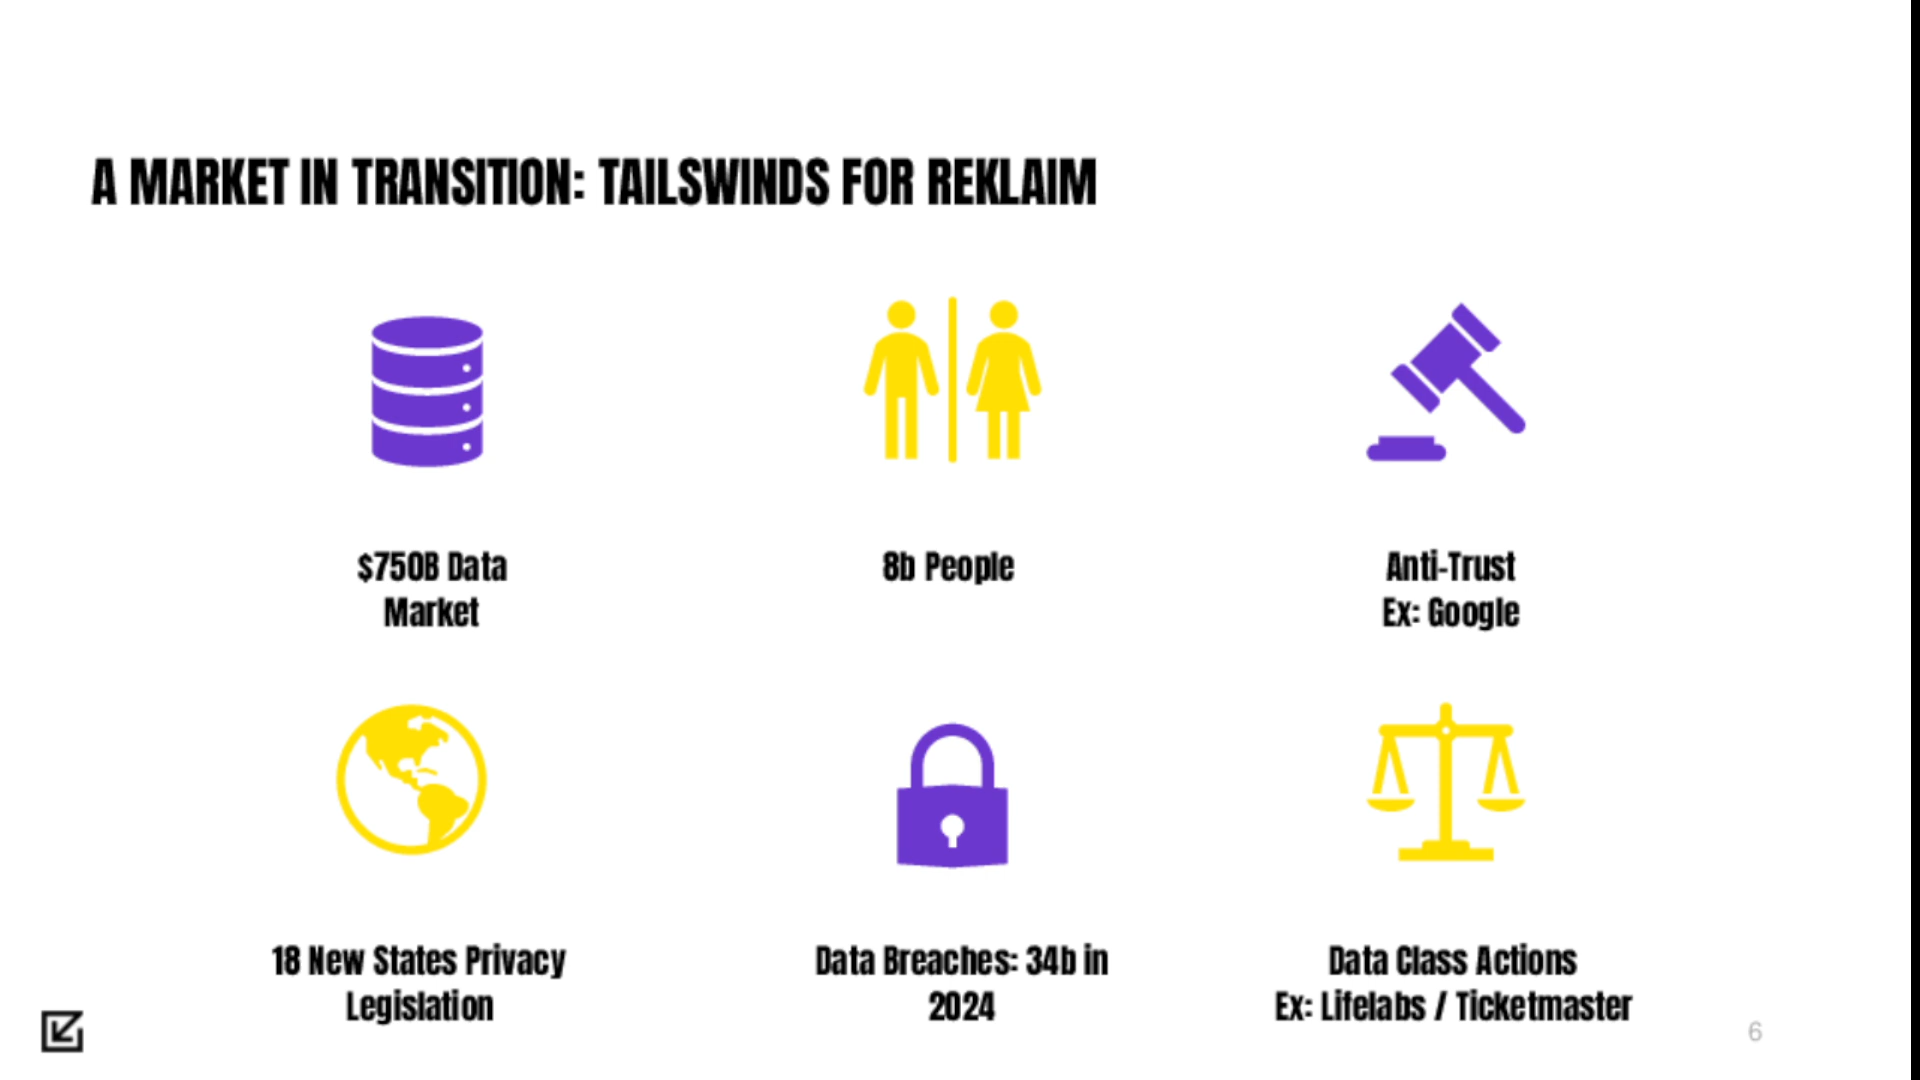 A MARKET IN TRANSITION: TAILSWINDS FOR REKLAIM
$750B Data
Market
8b People
Anti-Trust
Ex: Google
18 New States Privacy
Legislation
Data Breaches: 34b in
2024
Data Class Actions
Ex: Lifelabs / Ticketmaster
6